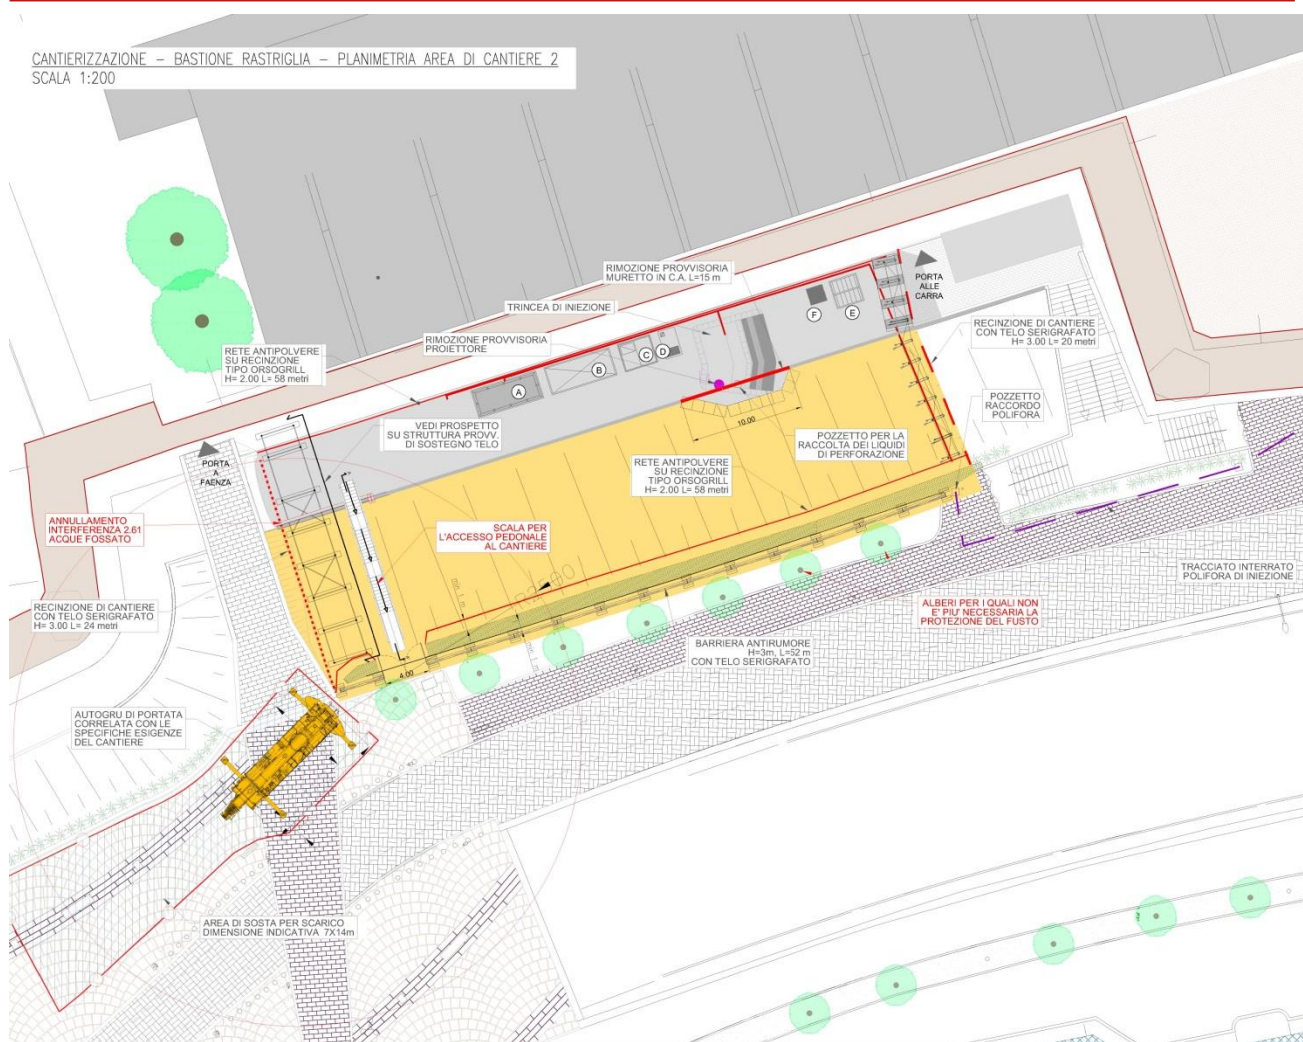 CANTIERIZZAZIONE – BASTIONE RASTRIGLIA – PLANIMETRIA AREA DI CANTIERE 2
SCALA 1:200
RIMOZIONE PROVVISORIA
MURETTO IN C.A. L=15 m
TRINCEA DI INIEZIONE
RIMOZIONE PROVVISORIA
PROIETTORE
RETE ANTIPOLVERE
SU RECINZIONE
TIPO ORSOGRILL
H= 2.00 L= 58 metri
PORTA
ALLE
CARRA
F
E
RECINZIONE DI CANTIERE
CON TELO SERIGRAFATO
H= 3.00 L= 20 metri
A
B
C
D
POZZETTO
RACCORDO
POLIFORA
VEDI PROSPETTO
SU STRUTTURA PROVV.
DI SOSTEGNO TELO
10.00
POZZETTO PER LA
RACCOLTA DEI LIQUIDI
DI PERFORAZIONE
PORTA
A
FAENZA
RETE ANTIPOLVERE
SU RECINZIONE
TIPO ORSOGRILL
H= 2.00 L= 58 metri
ANNULLAMENTO
INTERFERENZA 2.61
ACQUE FOSSATO
SCALA PER
L'ACCESSO PEDONALE
AL CANTIERE
min. 1 m
min. 1 m
TRACCIATO INTERRATO
POLIFORA DI INIEZIONE
RECINZIONE DI CANTIERE
CON TELO SERIGRAFATO
H= 3.00 L= 24 metri
ALBERI PER I QUALI NON
E' PIU' NECESSARIA LA
PROTEZIONE DEL FUSTO
BARRIERA ANTIRUMORE
H=3m, L=52 m
CON TELO SERIGRAFATO
4.00
AUTOGRU DI PORTATA
CORRELATA CON LE
SPECIFICHE ESIGENZE
DEL CANTIERE
AREA DI SOSTA PER SCARICO
DIMENSIONE INDICATIVA 7X14m